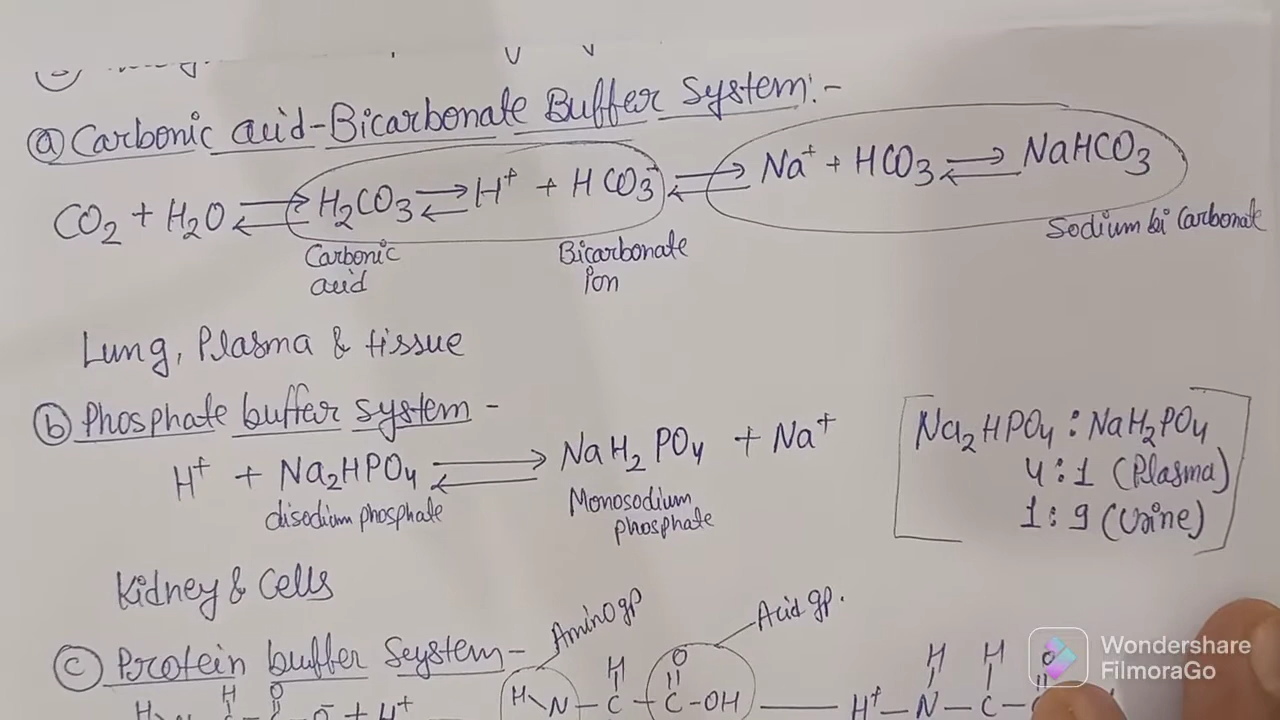 ⓐ Carbonic acid-Bicarbonate Buffer System:-
CO₂ + H₂O ⇌ H₂CO₃ ⇌ H⁺ + HCO₃⁻ ⇌ Na⁺ + HCO₃ ⇌ NaHCO₃
Carbonic acid Bicarbonate ion Sodium bi Carbonate
Lung, Plasma & tissue
ⓑ Phosphate buffer system -
H⁺ + Na₂HPO₄ ⇌ NaH₂PO₄ + Na⁺
disodium phosphate Monosodium phosphate
Na₂HPO₄ : NaH₂PO₄
4:1 (Plasma)
1:9 (Urine)
Kidney & Cells
ⓒ Protein buffer System -
Amino gp
Acid gp.
H O
H N - C - C - OH —— H⁺ - N - C -
H H O
H O
Wondershare
FilmoraGo